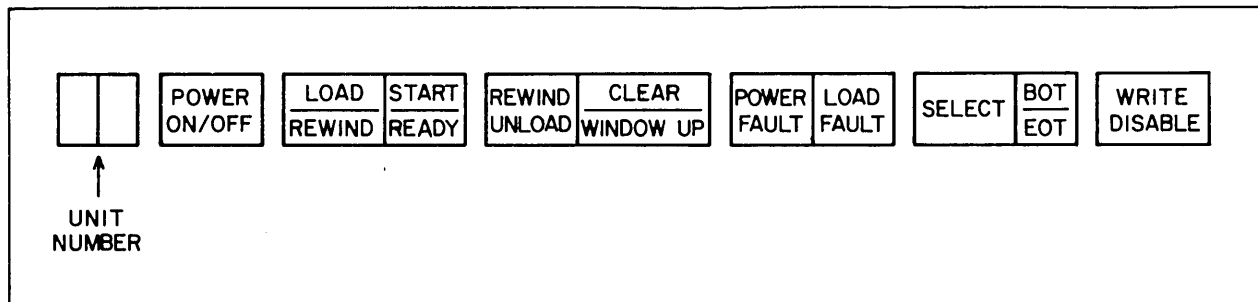 POWER
ON/OFF
LOAD
REWIND
START
READY
REWIND
UNLOAD
CLEAR
WINDOW UP
POWER
FAULT
LOAD
FAULT
SELECT
BOT
EOT
WRITE
DISABLE
UNIT
NUMBER